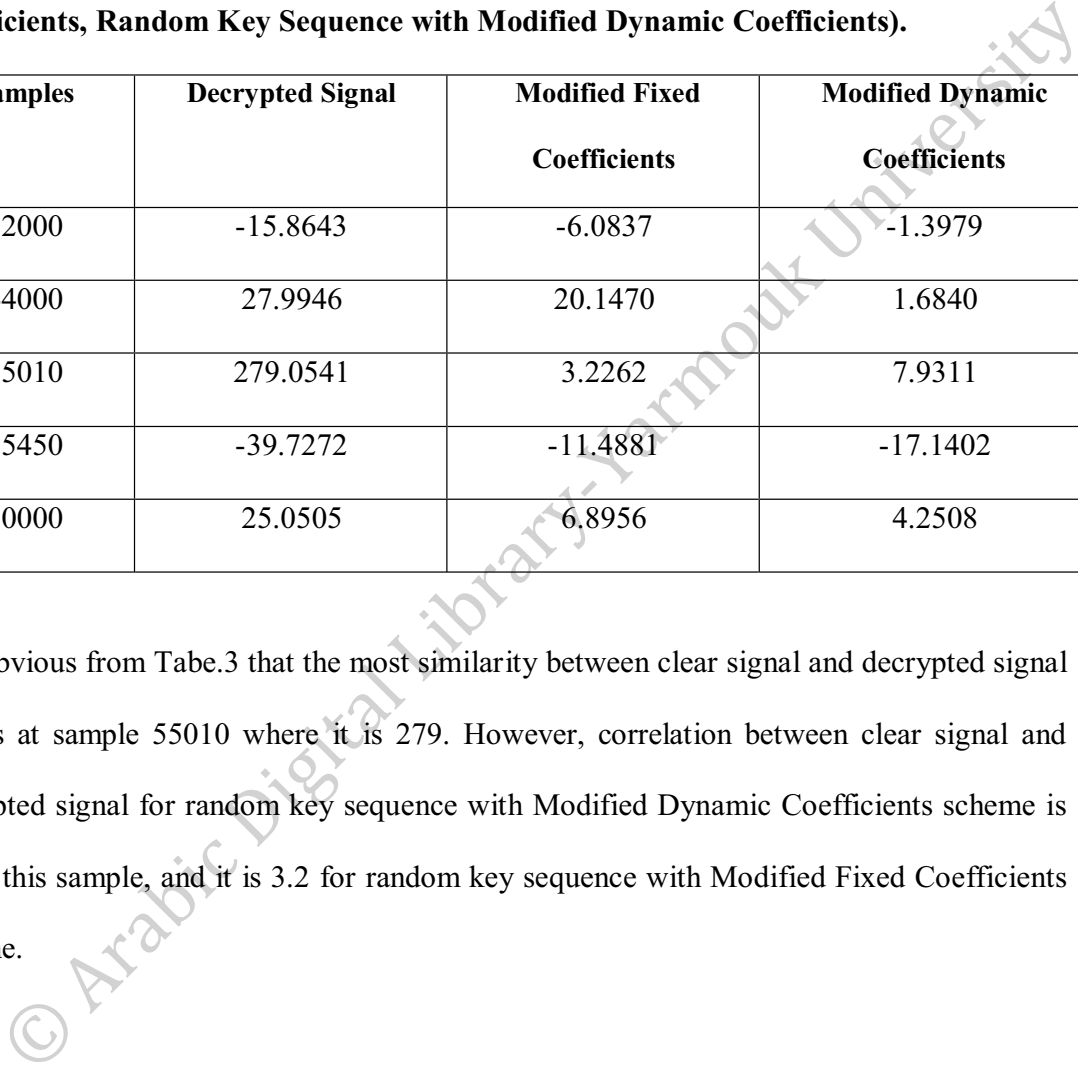 icients, Random Key Sequence with Modified Dynamic Coefficients).
amples Decrypted Signal Modified Fixed Coefficients Modified Dynamic Coefficients
2000 -15.8643 -6.0837 -1.3979
4000 27.9946 20.1470 1.6840
5010 279.0541 3.2262 7.9311
5450 -39.7272 -11.4881 -17.1402
0000 25.0505 6.8956 4.2508
bvious from Tabe.3 that the most similarity between clear signal and decrypted signal
s at sample 55010 where it is 279. However, correlation between clear signal and
pted signal for random key sequence with Modified Dynamic Coefficients scheme is
this sample, and it is 3.2 for random key sequence with Modified Fixed Coefficients
ne.
© Arabic Digital Library-Yarmouk University